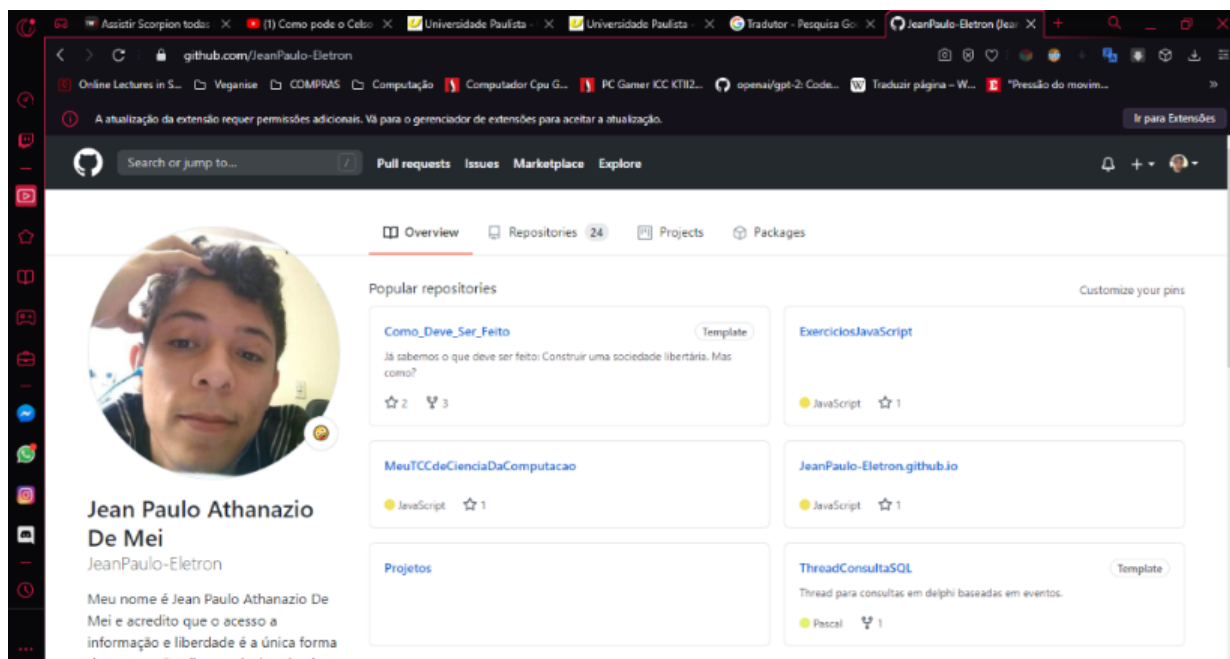 Assistir Scorpion todas
(1) Como pode o Celso
Universidade Paulista -
Universidade Paulista -
Tradutor - Pesquisa Go
JeanPaulo-Eletron (Jear
github.com/JeanPaulo-Eletron
Online Lectures in S...
Veganise
COMPRAS
Computação
Computador Cpu G...
PC Gamer ICC KTII2...
openai/gpt-2: Code...
Traduzir página – W...
"Pressão do movim...
A atualização da extensão requer permissões adicionais. Vá para o gerenciador de extensões para aceitar a atualização.
Ir para Extensões
Search or jump to...
/
Pull requests
Issues
Marketplace
Explore
Overview
Repositories 24
Projects
Packages
Popular repositories
Customize your pins
Como_Deve_Ser_Feito
Template
Já sabemos o que deve ser feito: Construir uma sociedade libertária. Mas
como?
2
3
ExerciciosJavaScript
JavaScript
1
MeuTCCdeCienciaDaComputacao
JavaScript
1
JeanPaulo-Eletron.github.io
JavaScript
1
Projetos
ThreadConsultaSQL
Template
Thread para consultas em delphi baseadas em eventos.
Pascal
1
Jean Paulo Athanazio
De Mei
JeanPaulo-Eletron
Meu nome é Jean Paulo Athanazio De
Mei e acredito que o acesso a
informação e liberdade é a única forma